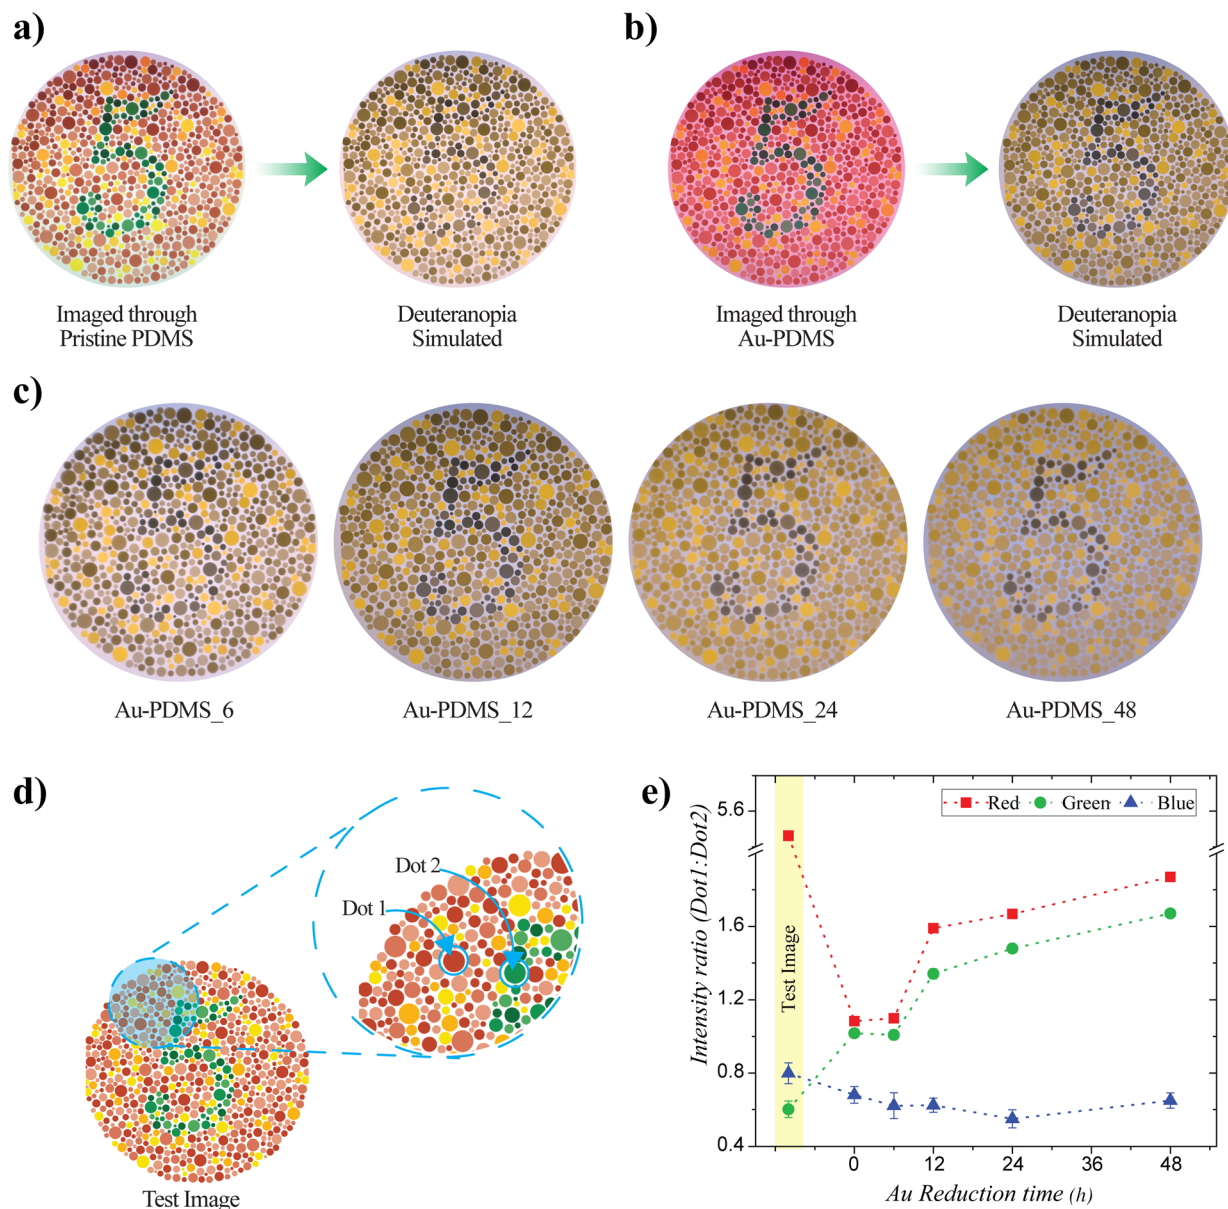 a)
b)
Imaged through
Pristine PDMS
Deuteranopia
Simulated
Imaged through
Au-PDMS
Deuteranopia
Simulated
c)
Au-PDMS_6
Au-PDMS_12
Au-PDMS_24
Au-PDMS_48
d)
Dot 2
Dot 1
Test Image
e)
Red
Green
Blue
Intensity ratio (Dot1:Dot2)
5.6
1.6
1.2
0.8
0.4
Test Image
0
12
24
36
48
Au Reduction time (h)